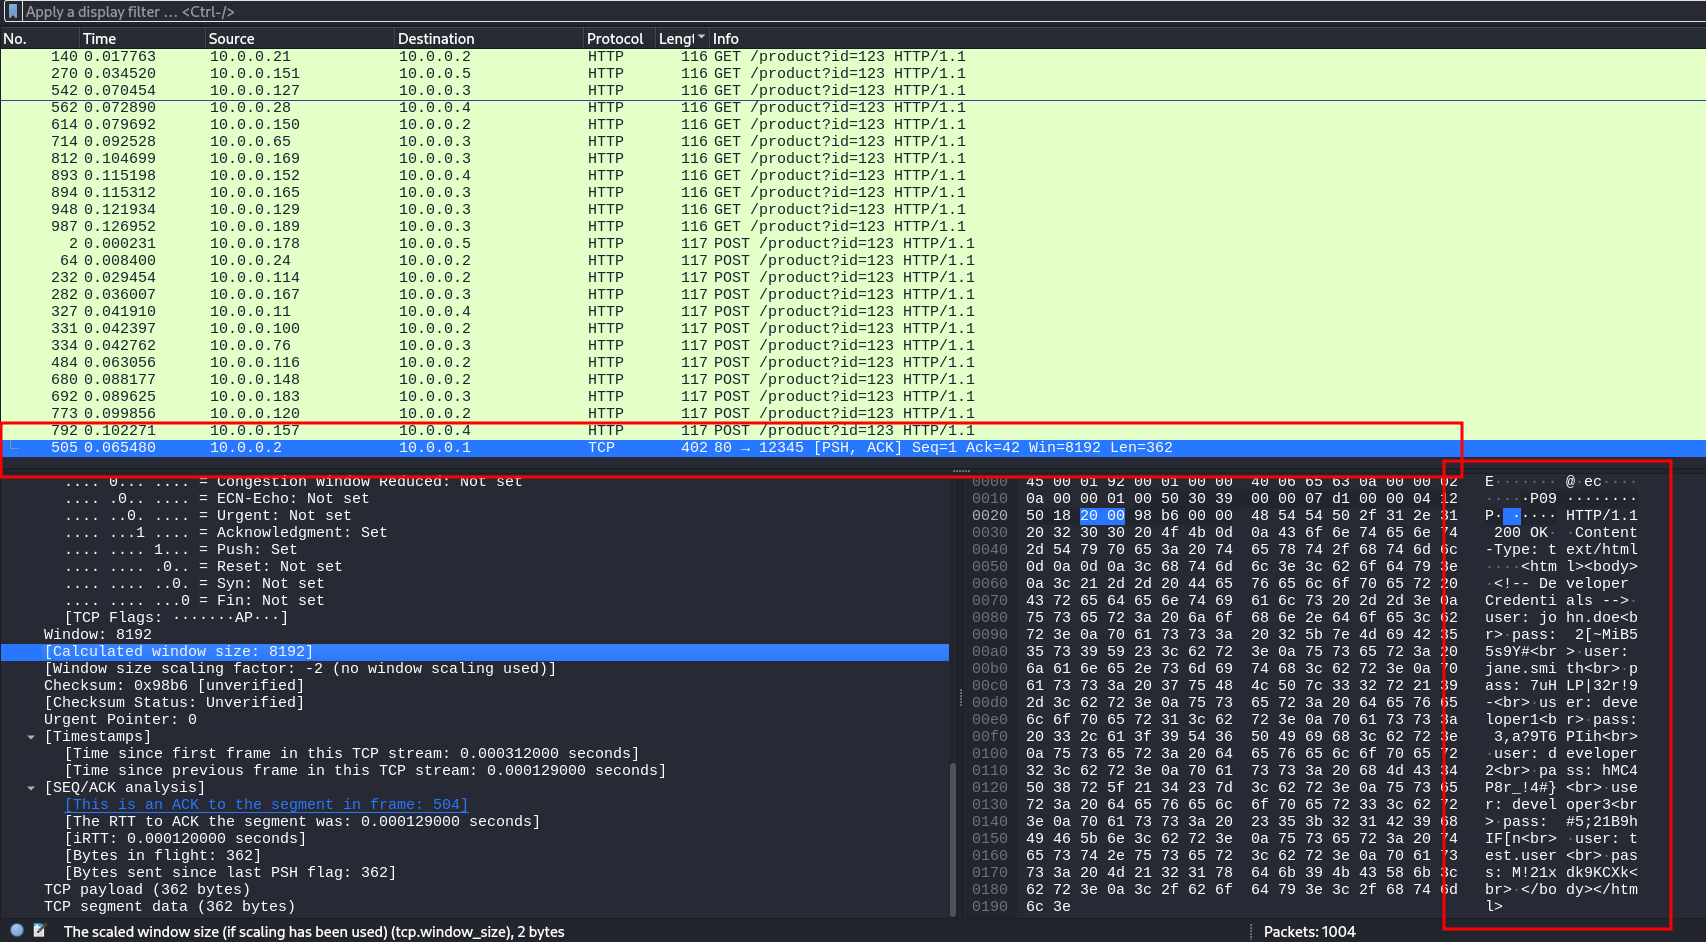 Apply a display filter … <Ctrl-/>
No. Time Source Destination Protocol Lengt Info
140 0.017763 10.0.0.21 10.0.0.2 HTTP 116 GET /product?id=123 HTTP/1.1
270 0.034520 10.0.0.151 10.0.0.5 HTTP 116 GET /product?id=123 HTTP/1.1
542 0.070454 10.0.0.127 10.0.0.3 HTTP 116 GET /product?id=123 HTTP/1.1
562 0.072890 10.0.0.28 10.0.0.4 HTTP 116 GET /product?id=123 HTTP/1.1
614 0.079692 10.0.0.150 10.0.0.2 HTTP 116 GET /product?id=123 HTTP/1.1
714 0.092528 10.0.0.65 10.0.0.3 HTTP 116 GET /product?id=123 HTTP/1.1
812 0.104699 10.0.0.169 10.0.0.3 HTTP 116 GET /product?id=123 HTTP/1.1
893 0.115198 10.0.0.152 10.0.0.4 HTTP 116 GET /product?id=123 HTTP/1.1
894 0.115312 10.0.0.165 10.0.0.3 HTTP 116 GET /product?id=123 HTTP/1.1
948 0.121934 10.0.0.129 10.0.0.3 HTTP 116 GET /product?id=123 HTTP/1.1
987 0.126952 10.0.0.189 10.0.0.3 HTTP 116 GET /product?id=123 HTTP/1.1
2 0.000231 10.0.0.178 10.0.0.5 HTTP 117 POST /product?id=123 HTTP/1.1
64 0.008400 10.0.0.24 10.0.0.2 HTTP 117 POST /product?id=123 HTTP/1.1
232 0.029454 10.0.0.114 10.0.0.2 HTTP 117 POST /product?id=123 HTTP/1.1
282 0.036007 10.0.0.167 10.0.0.3 HTTP 117 POST /product?id=123 HTTP/1.1
327 0.041910 10.0.0.11 10.0.0.4 HTTP 117 POST /product?id=123 HTTP/1.1
331 0.042397 10.0.0.100 10.0.0.2 HTTP 117 POST /product?id=123 HTTP/1.1
334 0.042762 10.0.0.76 10.0.0.3 HTTP 117 POST /product?id=123 HTTP/1.1
484 0.063056 10.0.0.116 10.0.0.2 HTTP 117 POST /product?id=123 HTTP/1.1
680 0.088177 10.0.0.148 10.0.0.2 HTTP 117 POST /product?id=123 HTTP/1.1
692 0.089625 10.0.0.183 10.0.0.3 HTTP 117 POST /product?id=123 HTTP/1.1
773 0.099856 10.0.0.120 10.0.0.2 HTTP 117 POST /product?id=123 HTTP/1.1
792 0.102271 10.0.0.157 10.0.0.4 HTTP 117 POST /product?id=123 HTTP/1.1
505 0.065480 10.0.0.2 10.0.0.1 TCP 402 80 → 12345 [PSH, ACK] Seq=1 Ack=42 Win=8192 Len=362
.... 0... .... = Congestion Window Reduced: Not set
.... .0.. .... = ECN-Echo: Not set
.... ..0. .... = Urgent: Not set
.... ...1 .... = Acknowledgment: Set
.... .... 1... = Push: Set
.... .... .0.. = Reset: Not set
.... .... ..0. = Syn: Not set
.... .... ...0 = Fin: Not set
[TCP Flags: ·······AP···]
Window: 8192
[Calculated window size: 8192]
[Window size scaling factor: -2 (no window scaling used)]
Checksum: 0x98b6 [unverified]
[Checksum Status: Unverified]
Urgent Pointer: 0
[Timestamps]
[Time since first frame in this TCP stream: 0.000312000 seconds]
[Time since previous frame in this TCP stream: 0.000129000 seconds]
[SEQ/ACK analysis]
[This is an ACK to the segment in frame: 504]
[The RTT to ACK the segment was: 0.000129000 seconds]
[iRTT: 0.000120000 seconds]
[Bytes in flight: 362]
[Bytes sent since last PSH flag: 362]
TCP payload (362 bytes)
TCP segment data (362 bytes)
0000 45 00 01 92 00 01 00 00 40 06 65 63 0a 00 00 02 E·······@·ec····
0010 0a 00 00 01 00 50 30 39 00 00 07 d1 00 00 04 12 ·····P09········
0020 50 18 20 00 98 b6 00 00 48 54 54 50 2f 31 2e 31 P· ·····HTTP/1.1
0030 20 32 30 30 20 4f 4b 0d 0a 43 6f 6e 74 65 6e 74 200 OK· ·Content
0040 2d 54 79 70 65 3a 20 74 65 78 74 2f 68 74 6d 6c -Type: text/html
0050 0d 0a 0d 0a 3c 68 74 6d 6c 3e 3c 62 6f 64 79 3e ····<html><body>
0060 0a 3c 21 2d 2d 20 44 65 76 65 6c 6f 70 65 72 20 ·<!-- Developer
0070 43 72 65 64 65 6e 74 69 61 6c 73 20 2d 2d 3e 0a Credentials -->·
0080 75 73 65 72 3a 20 6a 6f 68 6e 2e 64 6f 65 3c 62 user: john.doe<b
0090 72 3e 0a 70 61 73 73 3a 20 32 5b 7e 4d 69 42 35 r>·pass: 2[~MiB5
00a0 35 73 39 59 23 3c 62 72 3e 0a 75 73 65 72 3a 20 5s9Y#<br>·user:
00b0 6a 61 6e 65 2e 73 6d 69 74 68 3c 62 72 3e 0a 70 jane.smith<br>·p
00c0 61 73 73 3a 20 37 75 48 4c 50 7c 33 32 72 21 39 ass: 7uHLP|32r!9
00d0 2d 3c 62 72 3e 0a 75 73 65 72 3a 20 64 65 76 65 -<br>·user: deve
00e0 6c 6f 70 65 72 31 3c 62 72 3e 0a 70 61 73 73 3a loper1<br>·pass:
00f0 20 33 2c 61 3f 39 54 36 50 49 69 68 3c 62 72 3e 3,a?9T6PIih<br>
0100 0a 75 73 65 72 3a 20 64 65 76 65 6c 6f 70 65 72 ·user: developer
0110 32 3c 62 72 3e 0a 70 61 73 73 3a 20 68 4d 43 34 2<br>·pass: hMC4
0120 50 38 72 5f 21 34 23 7d 3c 62 72 3e 0a 75 73 65 P8r_!4#}<br>·use
0130 72 3a 20 64 65 76 65 6c 6f 70 65 72 33 3c 62 72 r: developer3<br
0140 3e 0a 70 61 73 73 3a 20 23 35 3b 32 31 42 39 68 >·pass: #5;21B9h
0150 49 46 5b 6e 3c 62 72 3e 0a 75 73 65 72 3a 20 74 IF[n<br>·user: t
0160 65 73 74 2e 75 73 65 72 3c 62 72 3e 0a 70 61 73 est.user<br>·pas
0170 73 3a 20 4d 21 32 31 78 64 6b 39 4b 43 58 6b 3c s: M!21xdk9KCXk<
0180 62 72 3e 0a 3c 2f 62 6f 64 79 3e 3c 2f 68 74 6d br>·</body></htm
0190 6c 3e l>
The scaled window size (if scaling has been used) (tcp.window_size), 2 bytes Packets: 1004